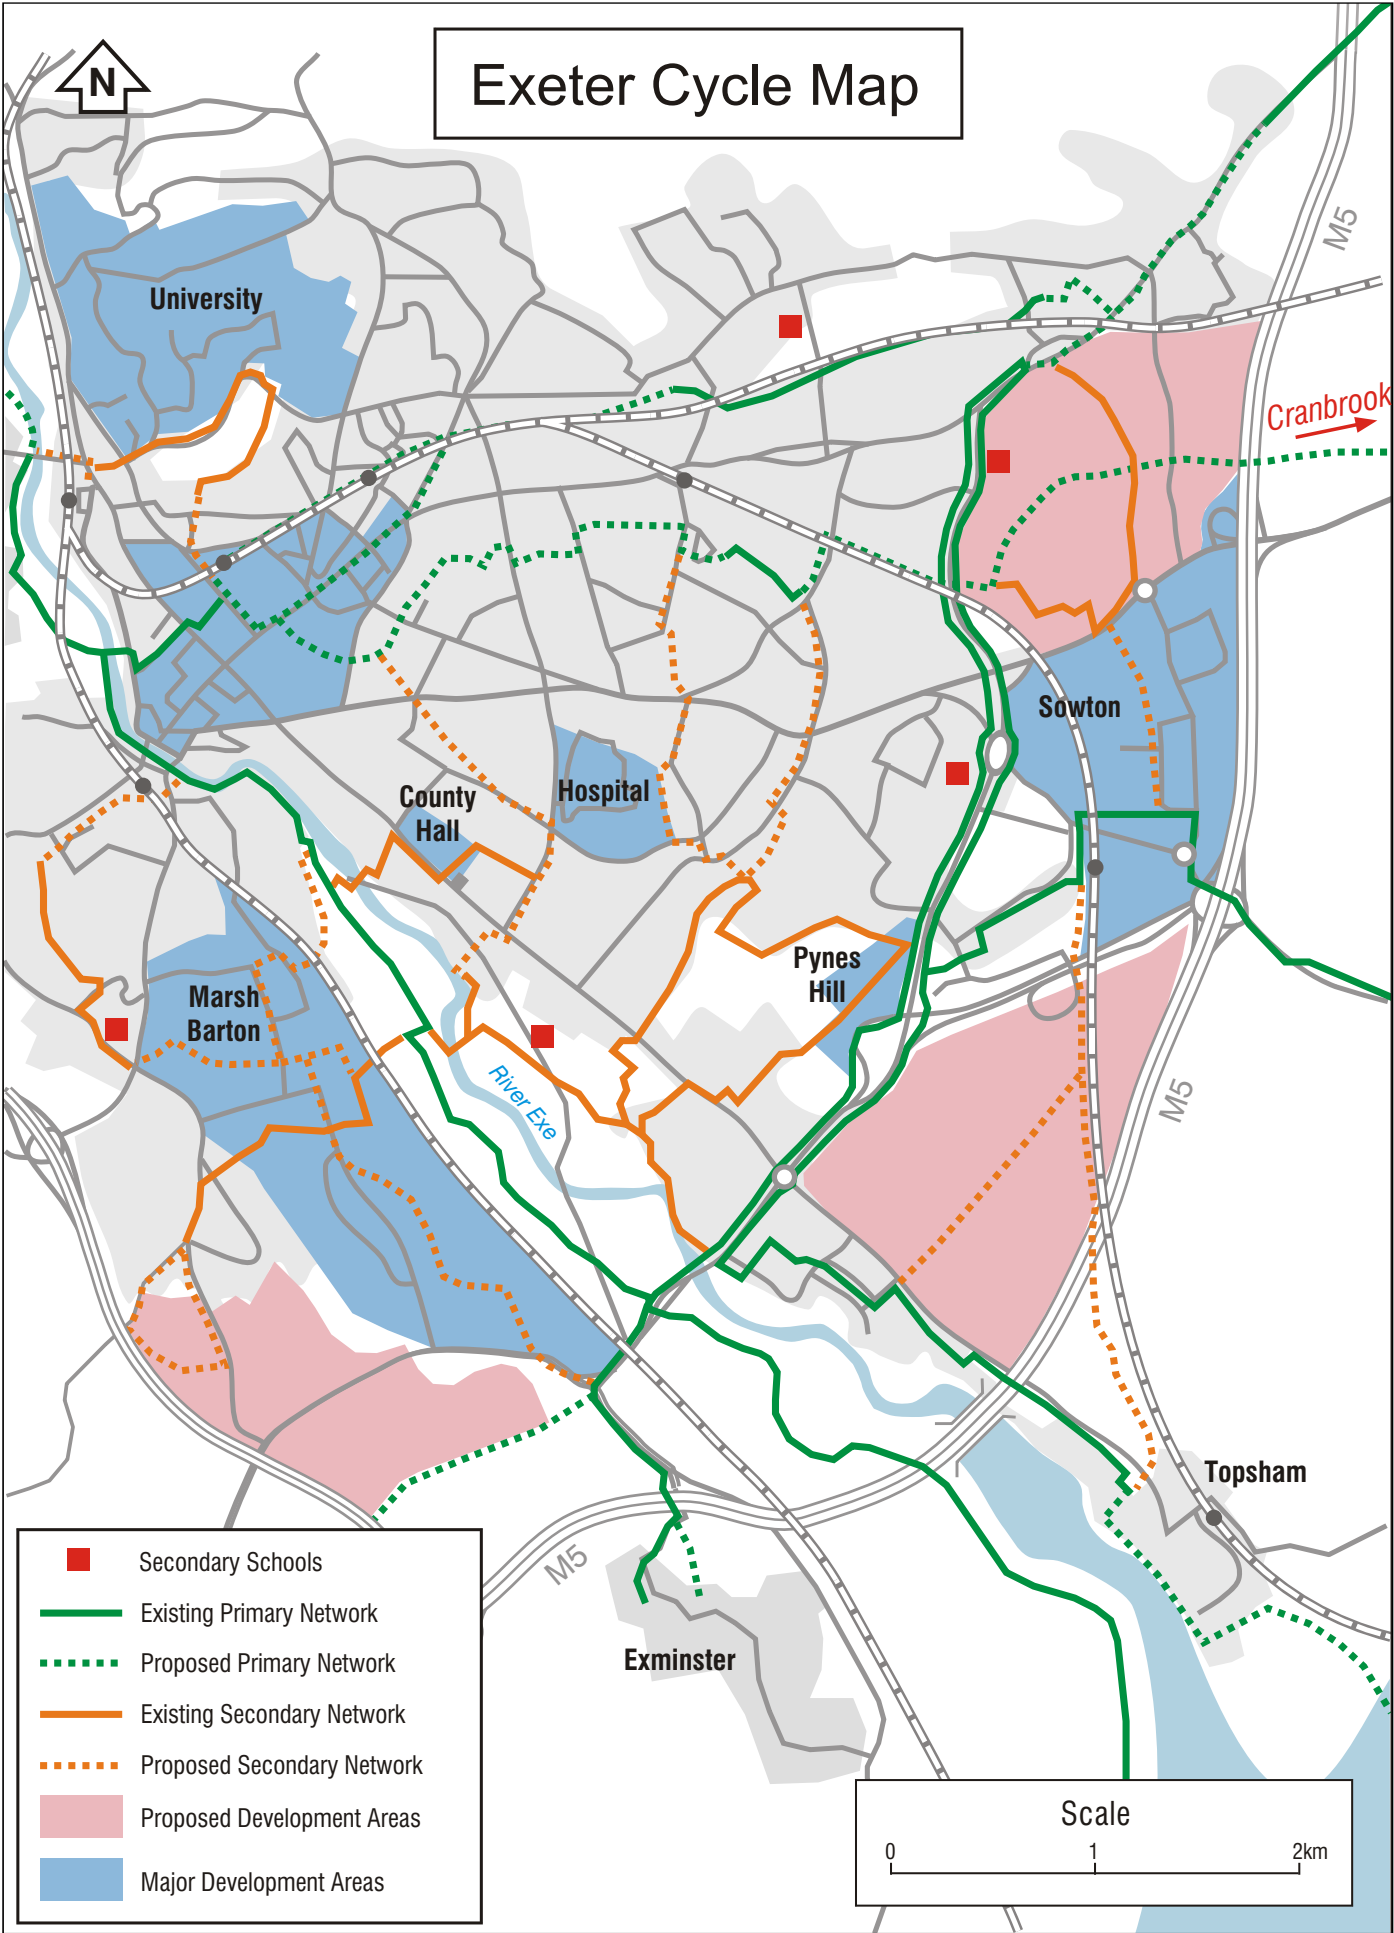 N
Exeter Cycle Map
M5
University
Cranbrook
Sowton
County
Hall
Hospital
Pynes
Hill
Marsh
Barton
River Exe
M5
Topsham
M5
Exminster
Secondary Schools
Existing Primary Network
Proposed Primary Network
Existing Secondary Network
Proposed Secondary Network
Proposed Development Areas
Major Development Areas
Scale
0 1 2km